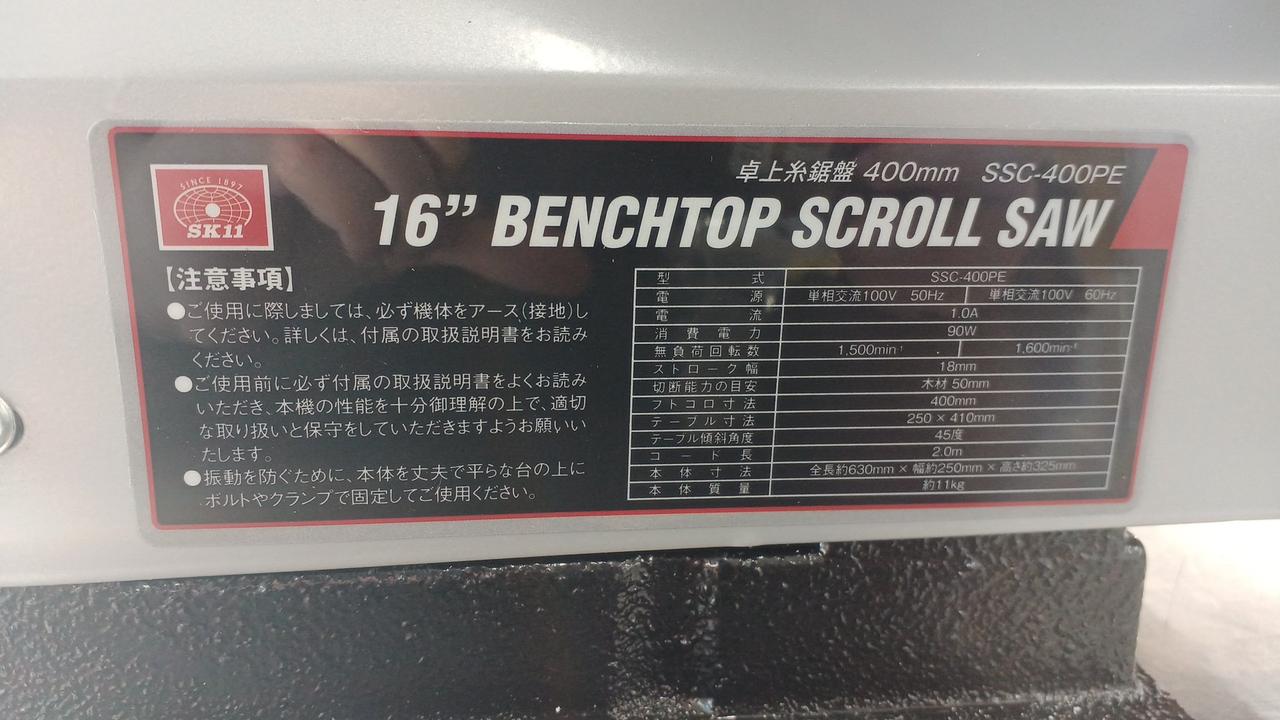 SINCE 1897
SK11
卓上糸鋸盤 400mm SSC-400PE
16” BENCHTOP SCROLL SAW
【注意事項】
●ご使用に際しましては、必ず機体をアース(接地)し
てください。詳しくは、付属の取扱説明書をお読み
ください。
●ご使用前に必ず付属の取扱説明書をよくお読み
いただき、本機の性能を十分御理解の上で、適切
な取り扱いと保守をしていただきますようお願いい
たします。
●振動を防ぐために、本体を丈夫で平らな台の上に
ボルトやクランプで固定してご使用ください。
型式 SSC-400PE
電源 単相交流100V 50Hz 単相交流100V 60Hz
電流 1.0A
消費電力 90W
無負荷回転数 1,500min⁻¹ 1,600min⁻¹
ストローク幅 18mm
切断能力の目安 木材 50mm
フトコロ寸法 400mm
テーブル寸法 250 × 410mm
テーブル傾斜角度 45度
コード長 2.0m
本体寸法 全長約630mm × 幅約250mm × 高さ約325mm
本体質量 約11kg